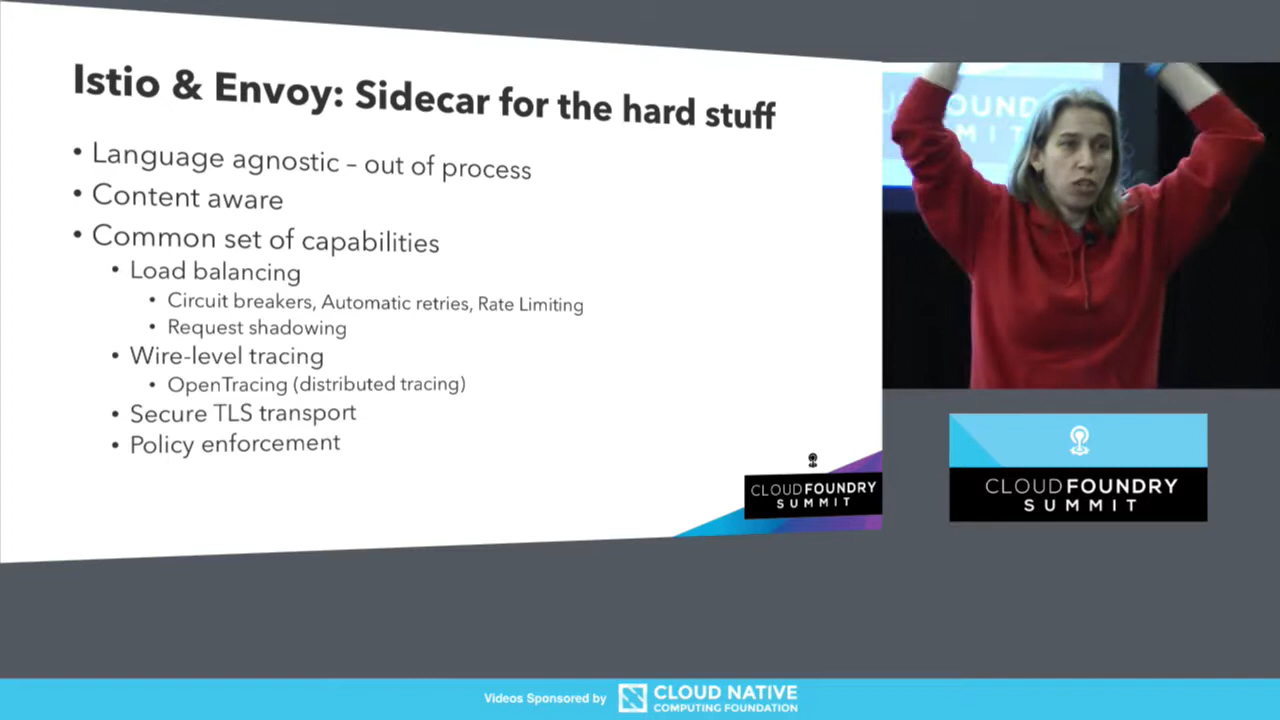 Istio & Envoy: Sidecar for the hard stuff
• Language agnostic – out of process
• Content aware
• Common set of capabilities
• Load balancing
• Circuit breakers, Automatic retries, Rate Limiting
• Request shadowing
• Wire-level tracing
• OpenTracing (distributed tracing)
• Secure TLS transport
• Policy enforcement
CLOUDFOUNDRY
SUMMIT
CLOUDFOUNDRY
SUMMIT
Videos Sponsored by
CLOUD NATIVE
COMPUTING FOUNDATION